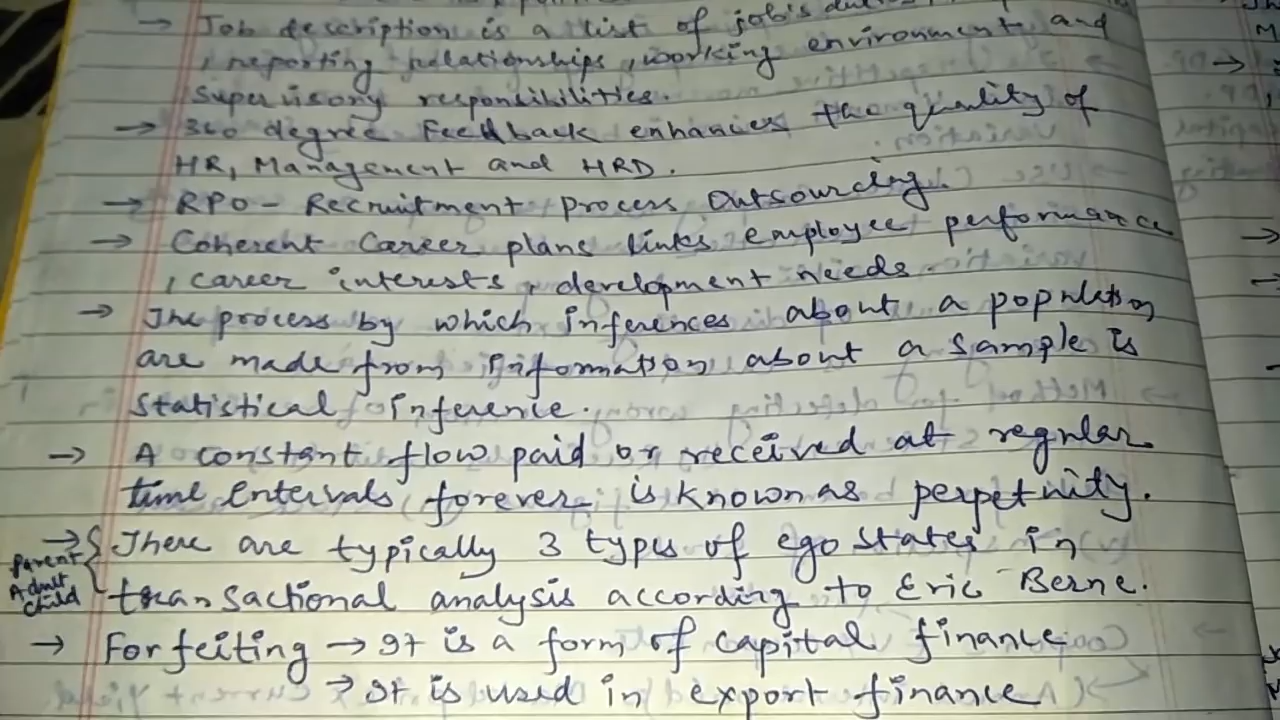 → Job description is a list of job's duties,
, reporting relationships, working environment and
supervisory responsibilities.
→ 360 degree Feedback enhances the quality of
HR, Management and HRD.
→ RPO - Recruitment process Outsourcing.
→ Coherent Career plans links employee performance
, career interests, development needs.
→ The process by which inferences about a population
are made from information about a sample is
statistical inference.
→ A constant flow paid or received at regular
time intervals forever is known as perpetuity.
→ { There are typically 3 types of ego states in
Parent
Adult
Child
transactional analysis according to Eric Berne.
→ Forfeiting → It is a form of capital finance
→ It is used in export finance